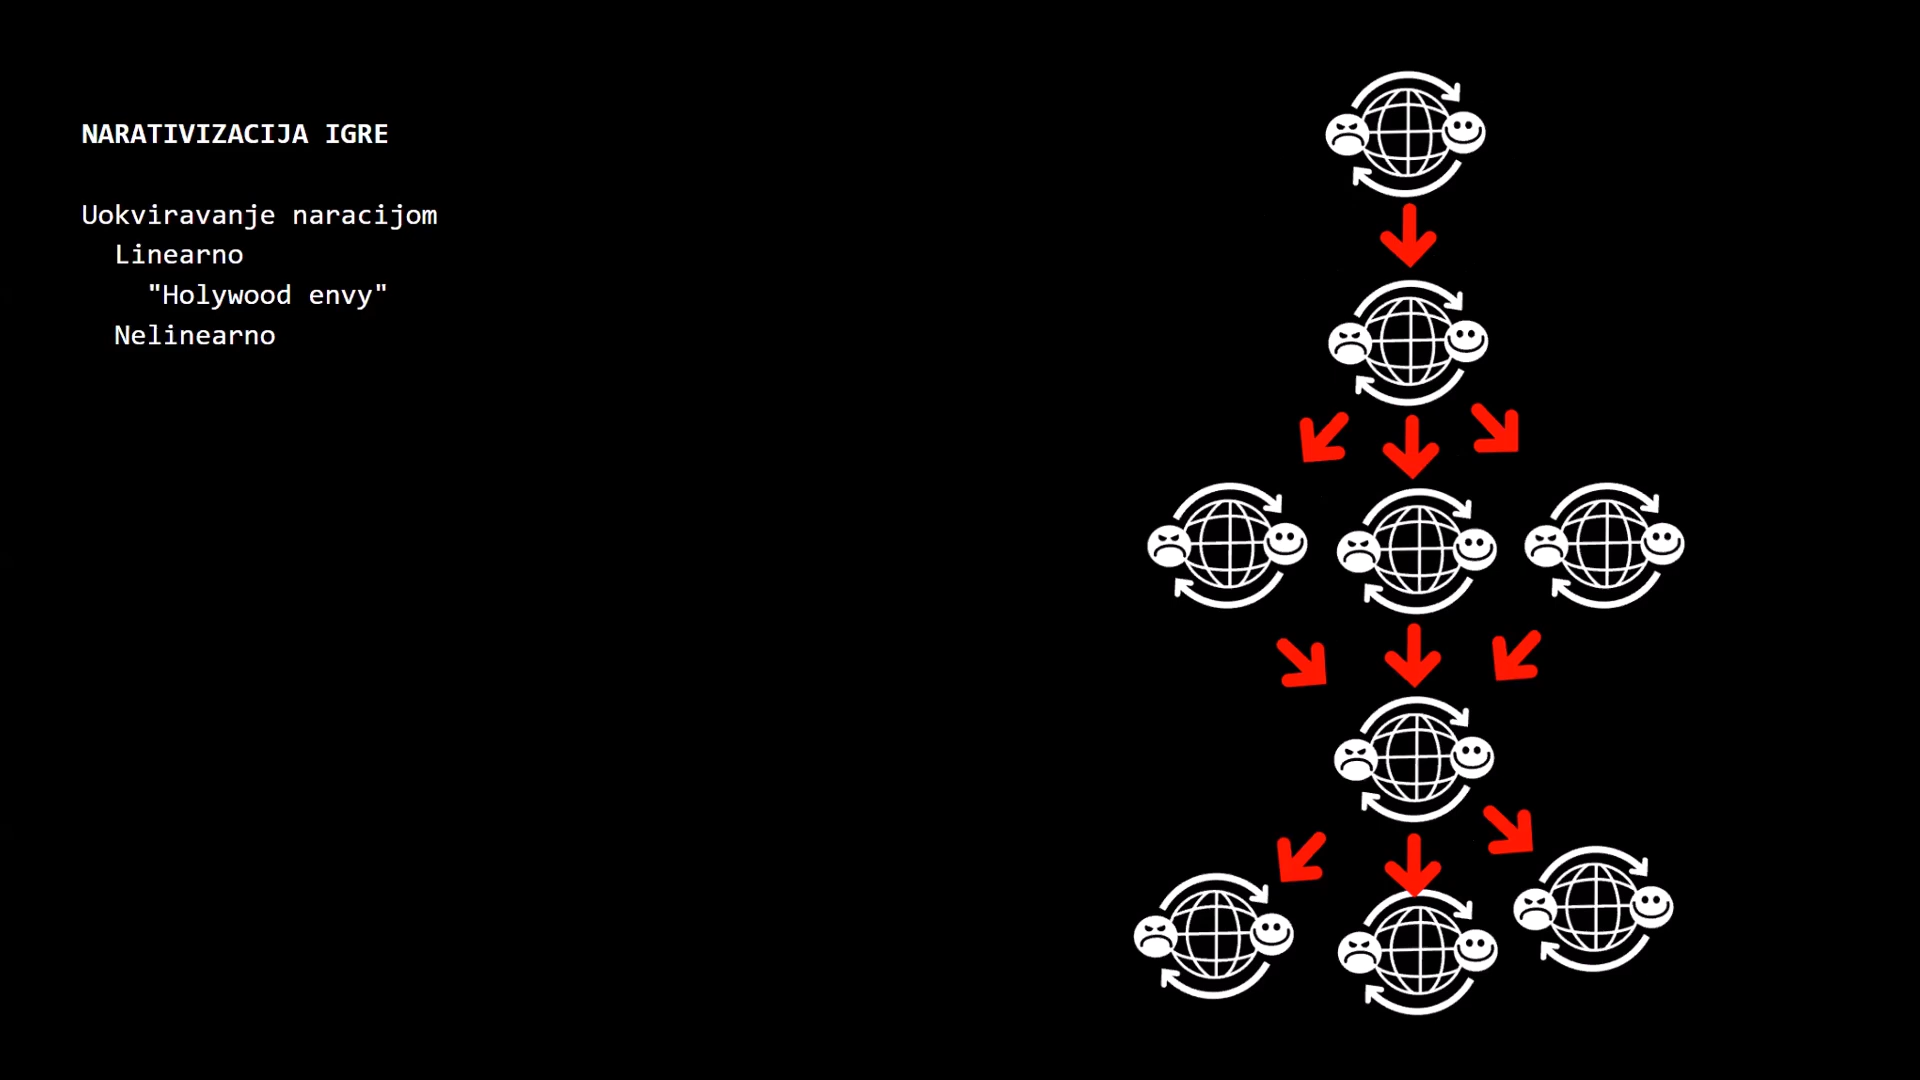 NARATIVIZACIJA IGRE
Uokviravanje naracijom
Linearno
"Holywood envy"
Nelinearno